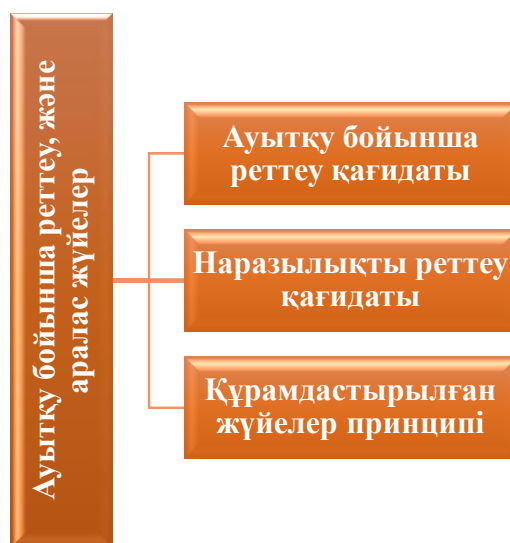 Ауытқу бойынша реттеу, және
аралас жүйелер
Ауытқу бойынша
реттеу қағидаты
Наразылықты реттеу
қағидаты
Құрамдастырылған
жүйелер принципі